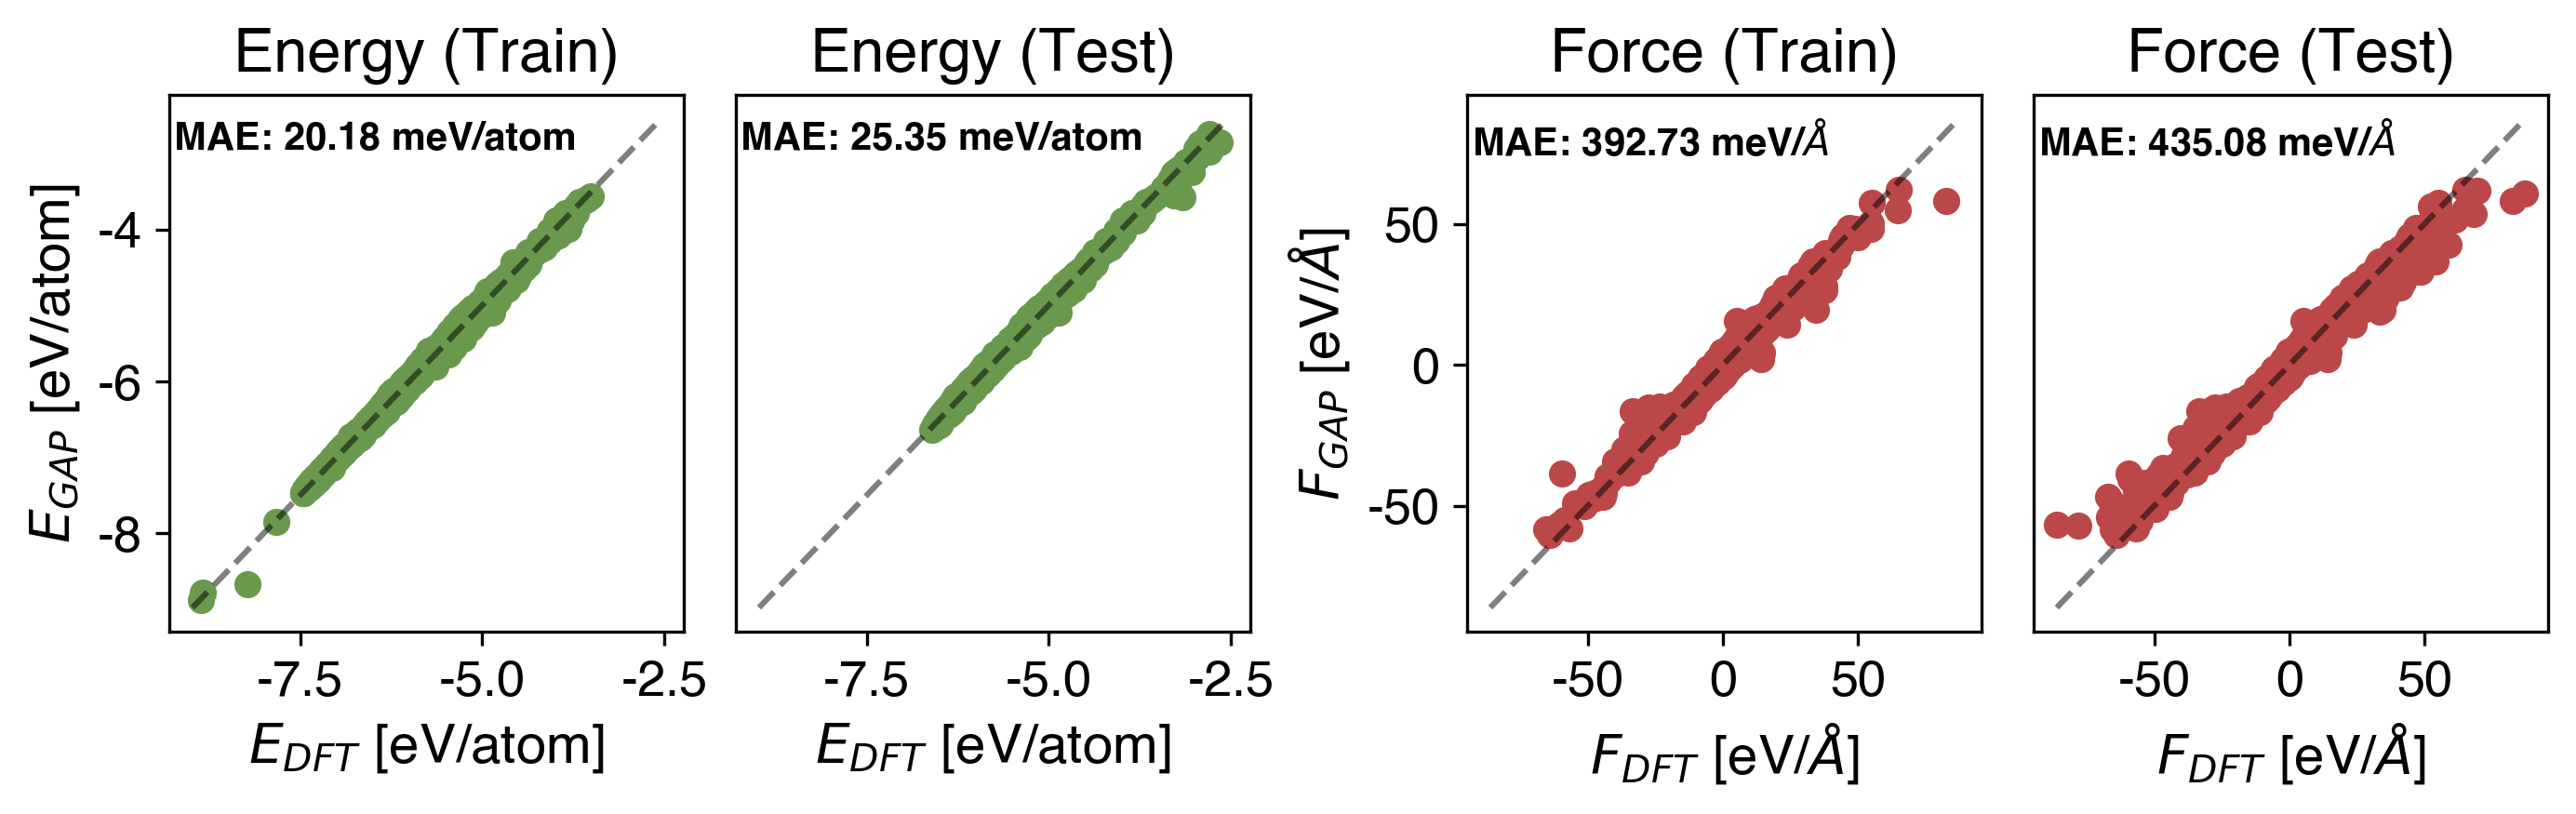 Energy (Train)
MAE: 20.18 meV/atom
E_GAP [eV/atom]
-4
-6
-8
-7.5 -5.0 -2.5
E_DFT [eV/atom]
Energy (Test)
MAE: 25.35 meV/atom
-7.5 -5.0 -2.5
E_DFT [eV/atom]
Force (Train)
MAE: 392.73 meV/Å
F_GAP [eV/Å]
50
0
-50
-50 0 50
F_DFT [eV/Å]
Force (Test)
MAE: 435.08 meV/Å
-50 0 50
F_DFT [eV/Å]